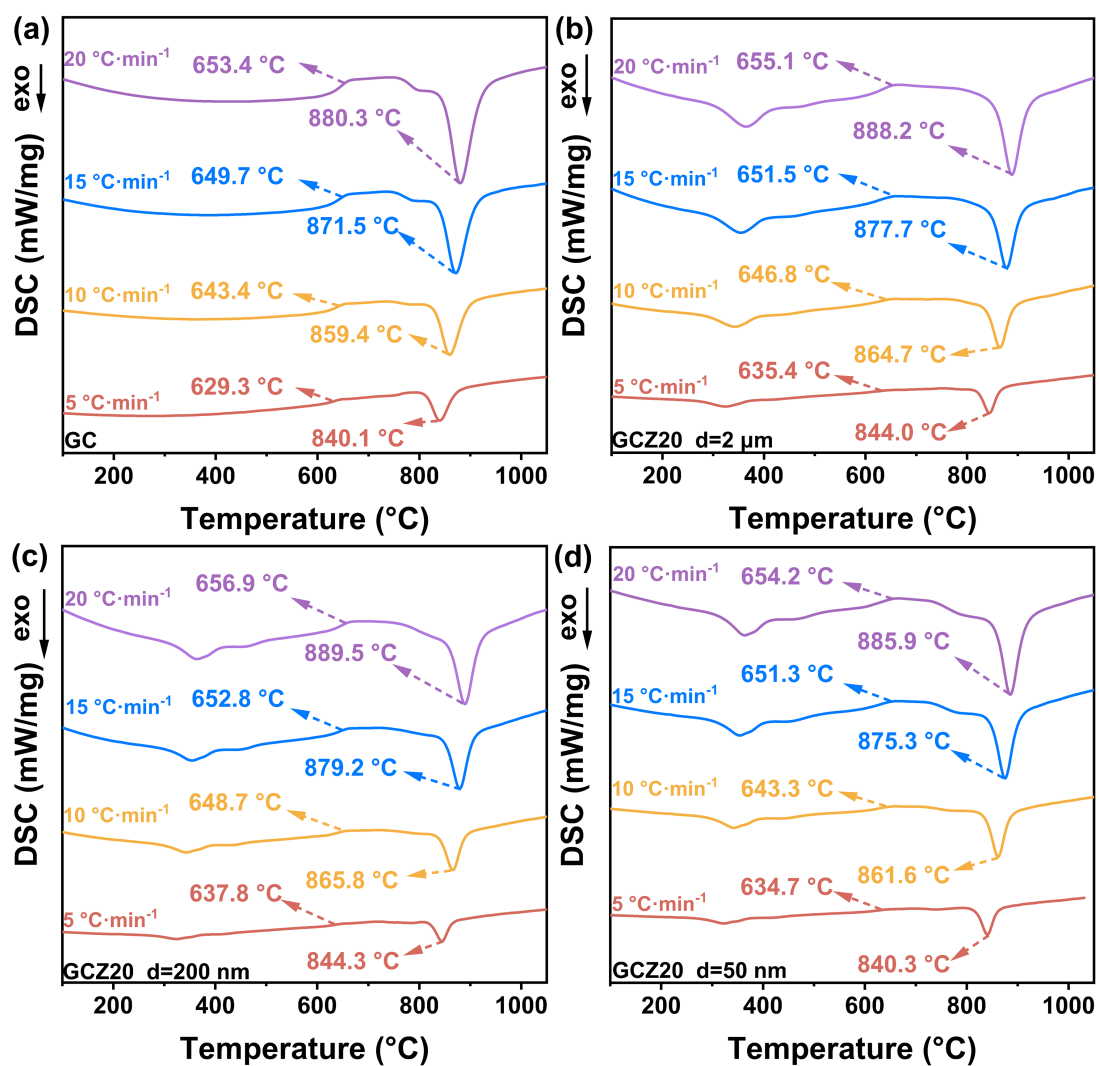 (a)
exo
DSC (mW/mg)
20 °C·min-1
653.4 °C
880.3 °C
15 °C·min-1
649.7 °C
871.5 °C
10 °C·min-1
643.4 °C
859.4 °C
629.3 °C
5 °C·min-1
840.1 °C
GC
200 400 600 800 1000
Temperature (°C)
(b)
exo
DSC (mW/mg)
20 °C·min-1
655.1 °C
888.2 °C
15 °C·min-1
651.5 °C
877.7 °C
646.8 °C
10 °C·min-1
864.7 °C
635.4 °C
5 °C·min-1
844.0 °C
GCZ20 d=2 μm
200 400 600 800 1000
Temperature (°C)
(c)
exo
DSC (mW/mg)
656.9 °C
20 °C·min-1
889.5 °C
652.8 °C
15 °C·min-1
879.2 °C
648.7 °C
10 °C·min-1
865.8 °C
637.8 °C
5 °C·min-1
844.3 °C
GCZ20 d=200 nm
200 400 600 800 1000
Temperature (°C)
(d)
exo
DSC (mW/mg)
20 °C·min-1
654.2 °C
885.9 °C
651.3 °C
15 °C·min-1
875.3 °C
10 °C·min-1
643.3 °C
861.6 °C
634.7 °C
5 °C·min-1
840.3 °C
GCZ20 d=50 nm
200 400 600 800 1000
Temperature (°C)